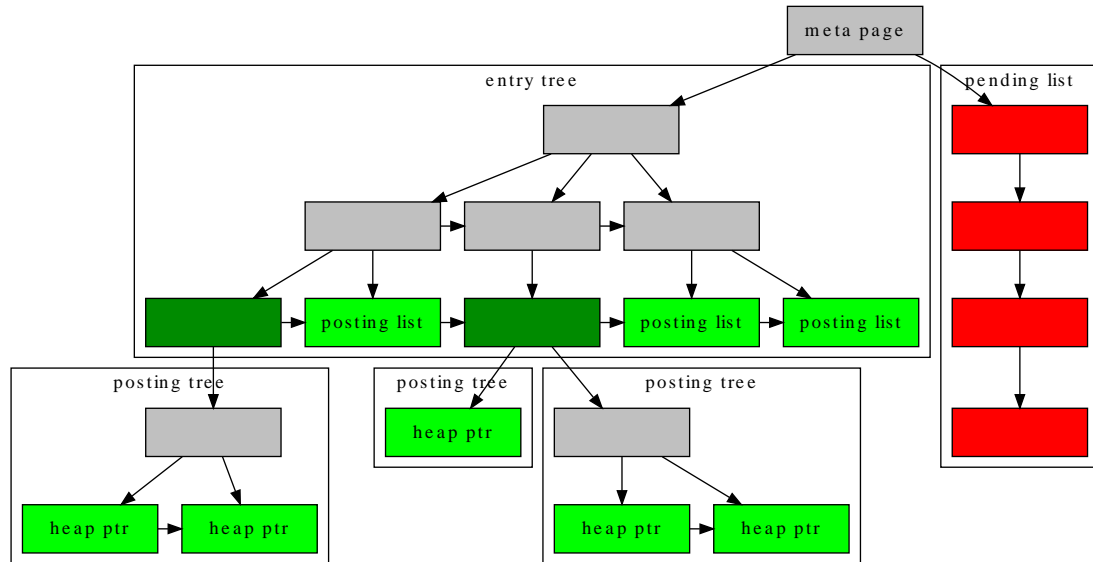 meta page
entry tree
pending list
posting list
posting list
posting list
posting tree
posting tree
posting tree
heap ptr
heap ptr
heap ptr
heap ptr
heap ptr